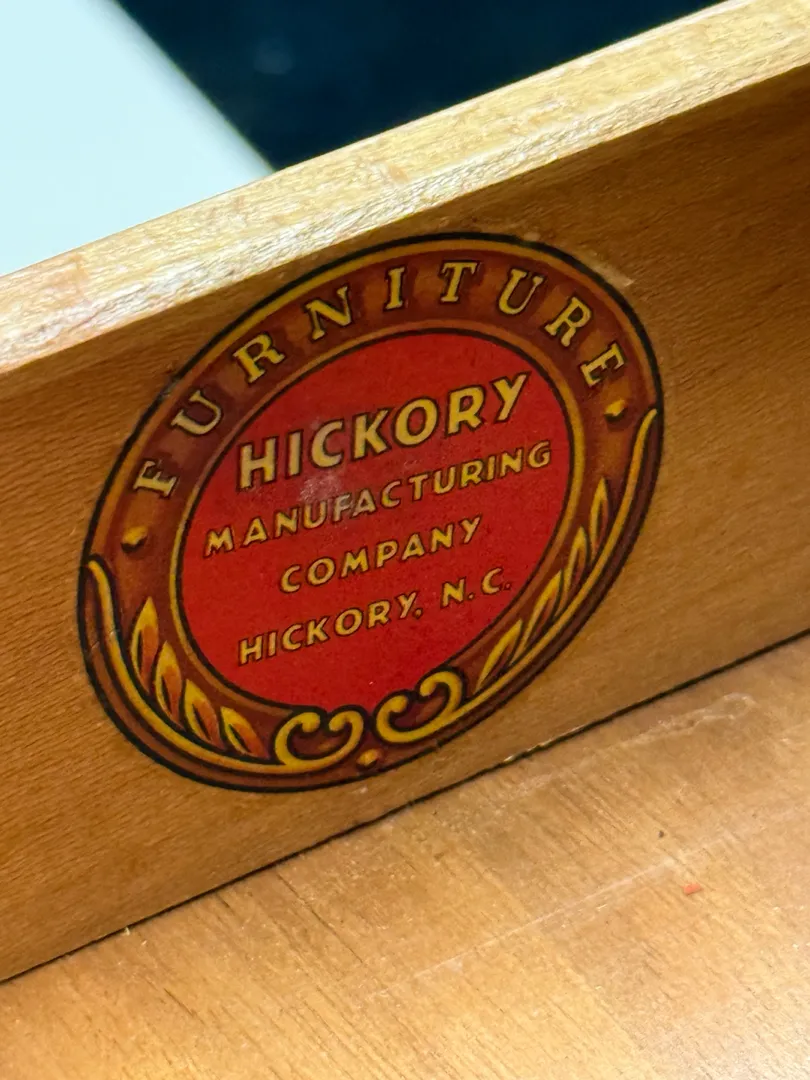 FURNITURE
HICKORY
MANUFACTURING
COMPANY
HICKORY, N.C.